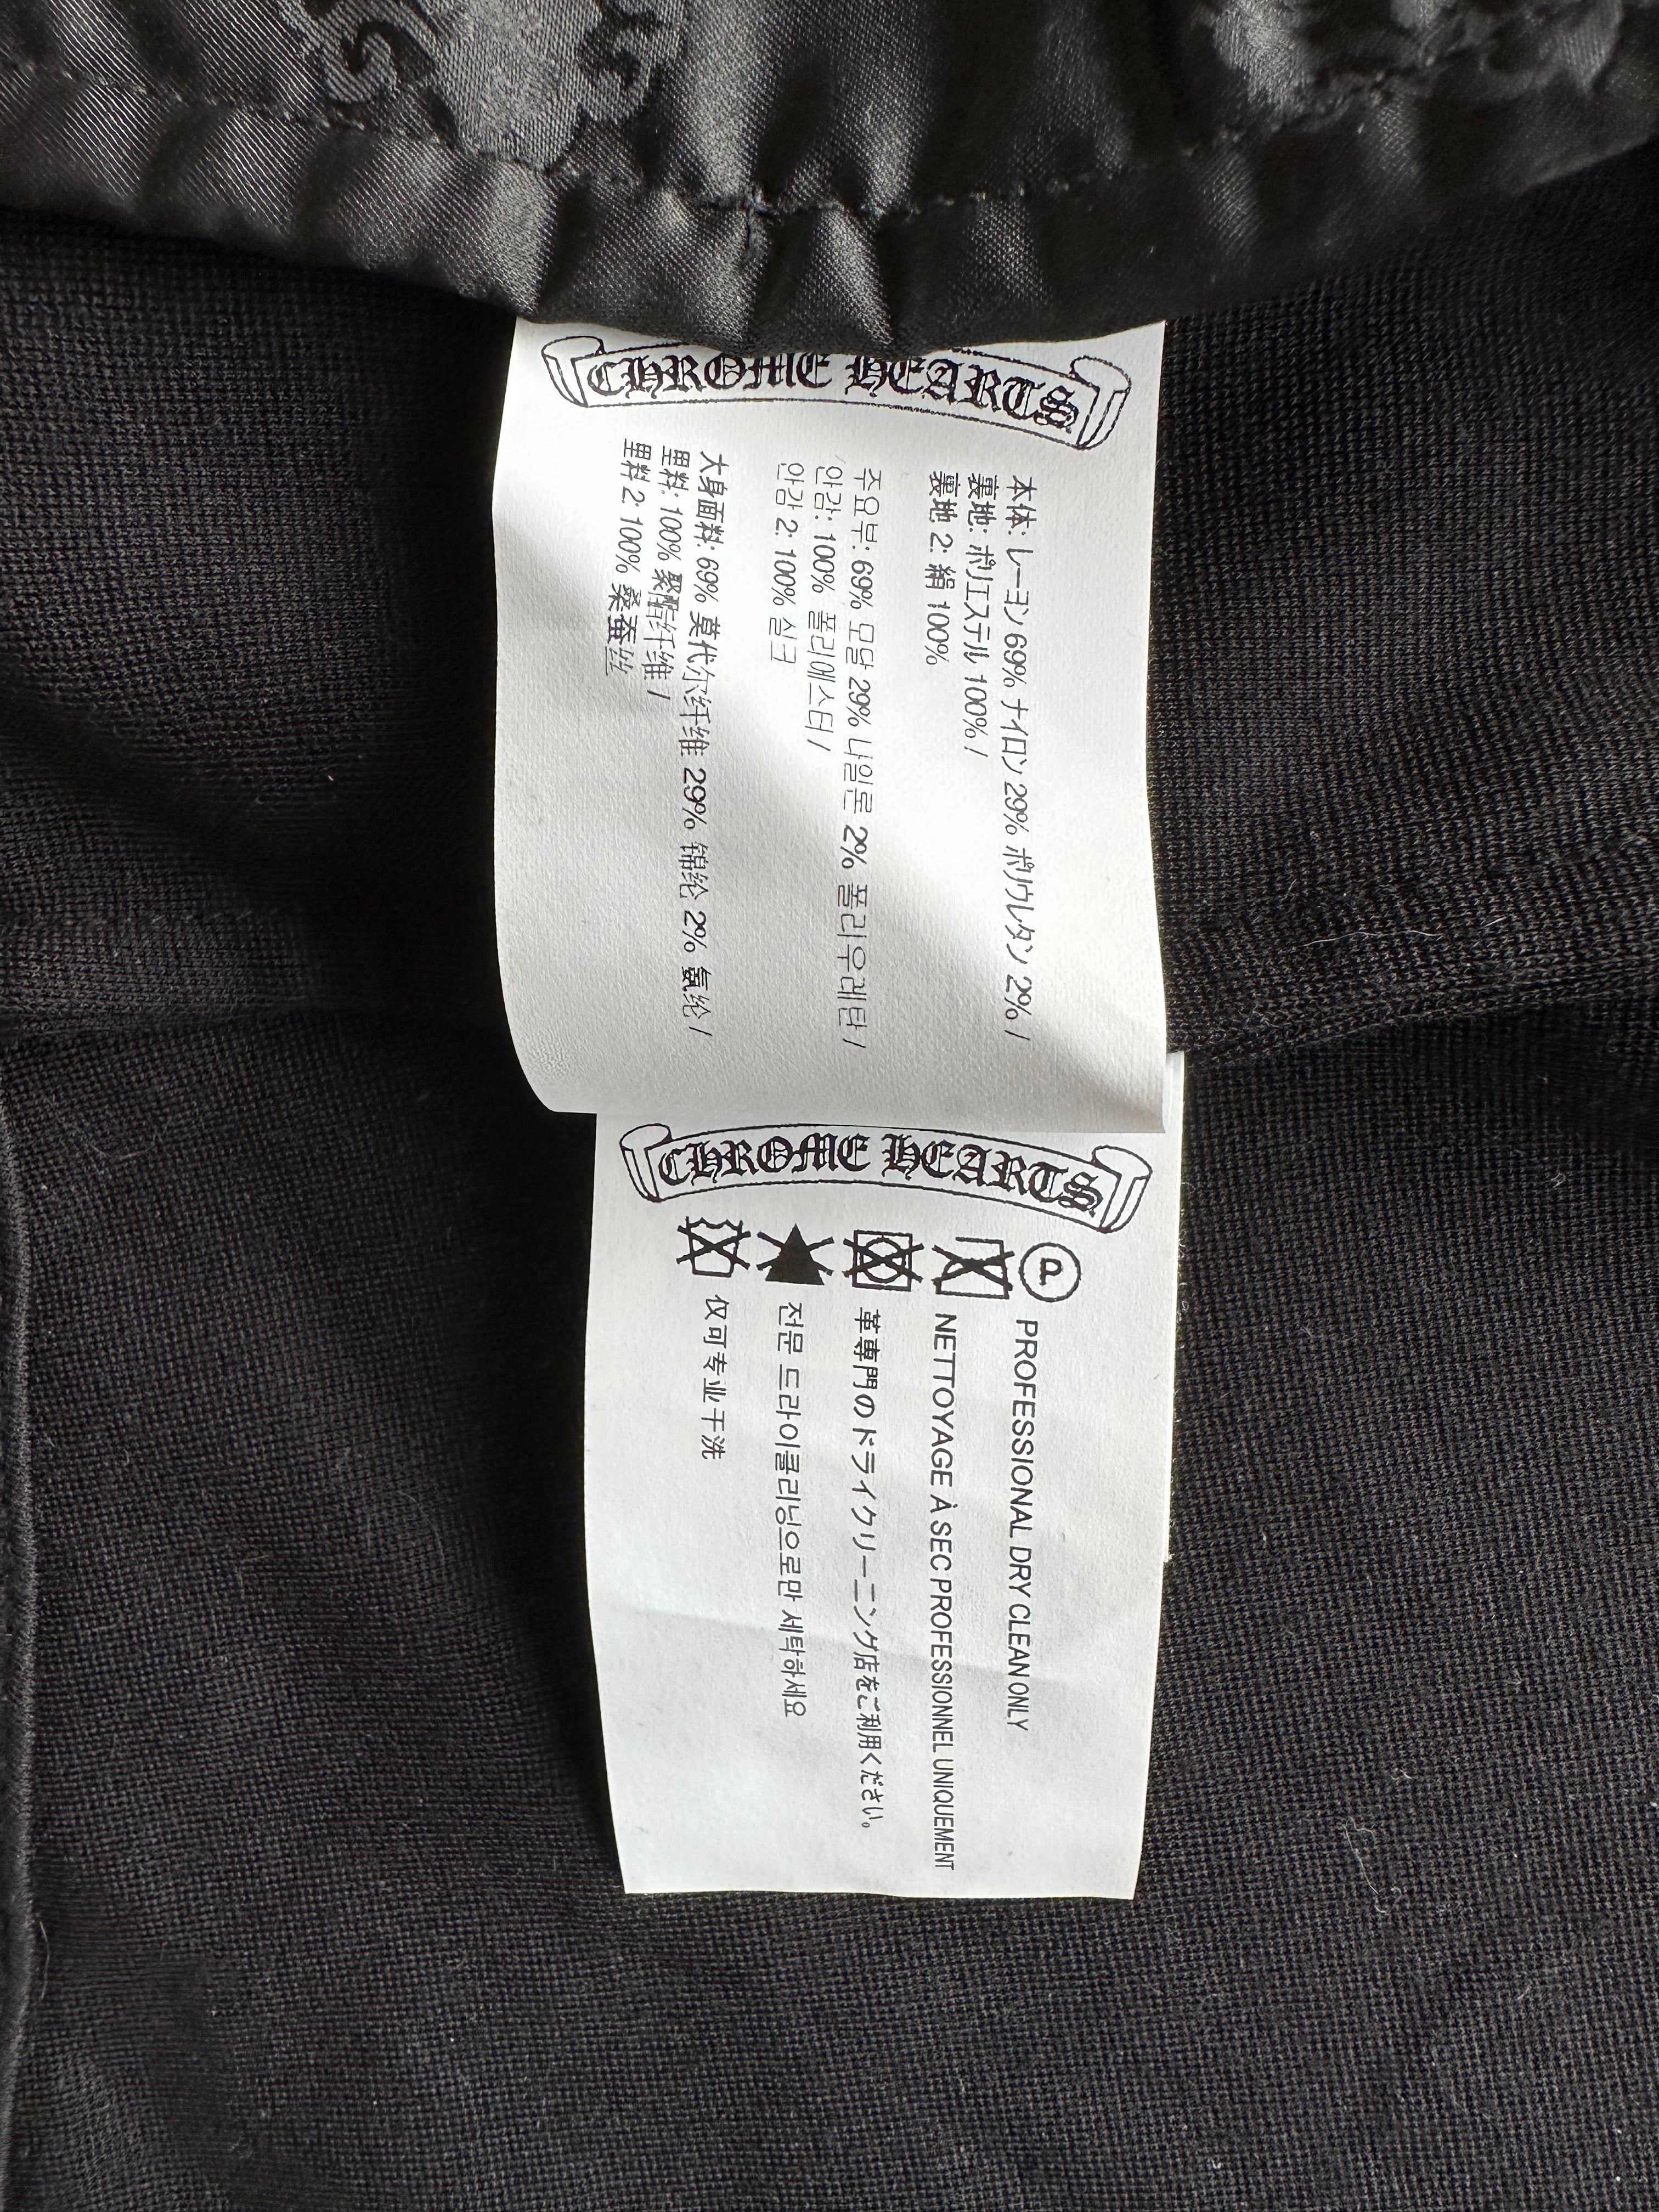 CHROME HEARTS
本体: レーヨン 69% ナイロン 29% ポリウレタン 2% /
裏地: ポリエステル 100% /
裏地 2: 絹 100%
주요부: 69% 모달 29% 나일론 2% 폴리우레탄 /
안감: 100% 폴리에스터 /
안감 2: 100% 실크
大身面料: 69% 莫代尔纤维 29% 锦纶 2% 氨纶 /
里料: 100% 聚酯纤维 /
里料 2: 100% 桑蚕丝
CHROME HEARTS
P PROFESSIONAL DRY CLEAN ONLY
NETTOYAGE À SEC PROFESSIONNEL UNIQUEMENT
革専門のドライクリーニング店をご利用ください。
전문 드라이클리닝으로만 세탁하세요
仅可专业干洗